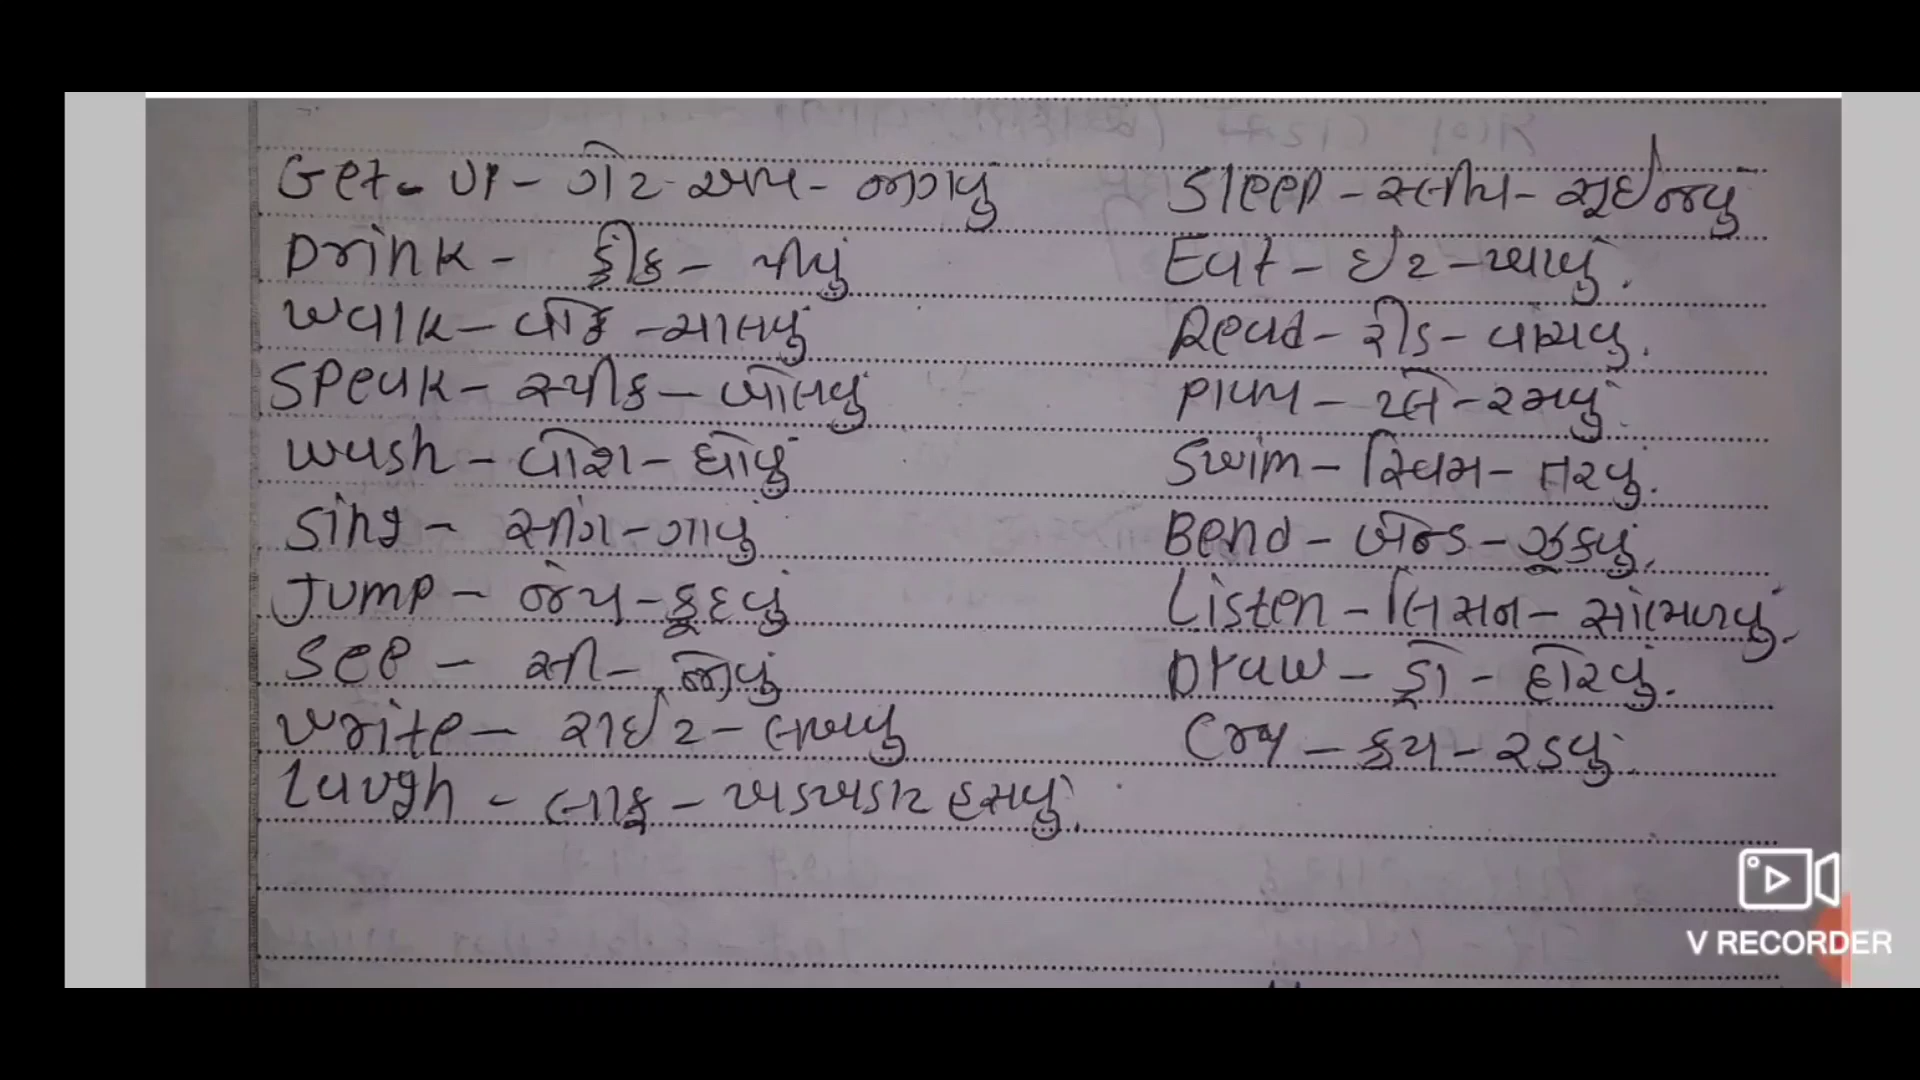 Get-up - ગેટ-અપ - જાગવું
Drink - ડ્રીંક - પીવું
walk - વોક - ચાલવું
Speak - સ્પીક - બોલવું
wash - વોશ - ધોવું
Sing - સીંગ - ગાવું
Jump - જંપ - કૂદવું
See - સી - જોવું
write - રાઈટ - લખવું
Laugh - લાફ - ખડખડાટ હસવું.
Sleep - સ્લીપ - સૂઈ જવું
Eat - ઈટ - ખાવું.
Read - રીડ - વાંચવું.
Play - પ્લે - રમવું.
Swim - સ્વિમ - તરવું.
Bend - બેન્ડ - ઝૂકવું.
Listen - લિસન - સાંભળવું.
Draw - ડ્રો - દોરવું.
Cry - ક્રાય - રડવું.
V RECORDER